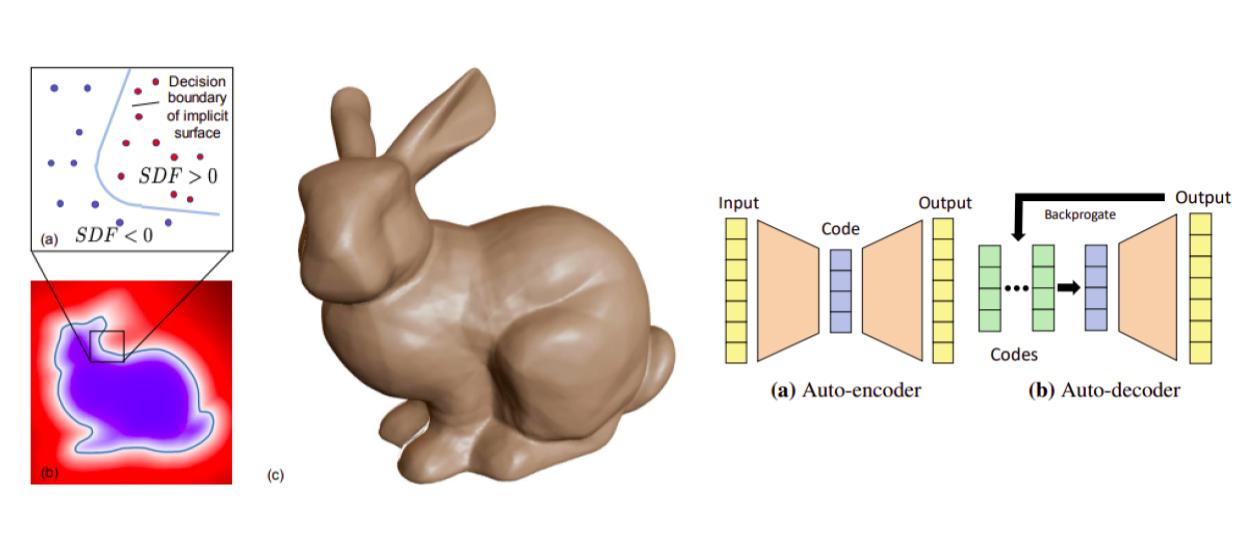 Decision
boundary
of implicit
surface
SDF > 0
(a) SDF < 0
(b)
(c)
Input
Code
Output
(a) Auto-encoder
Output
Backprogate
Codes
(b) Auto-decoder